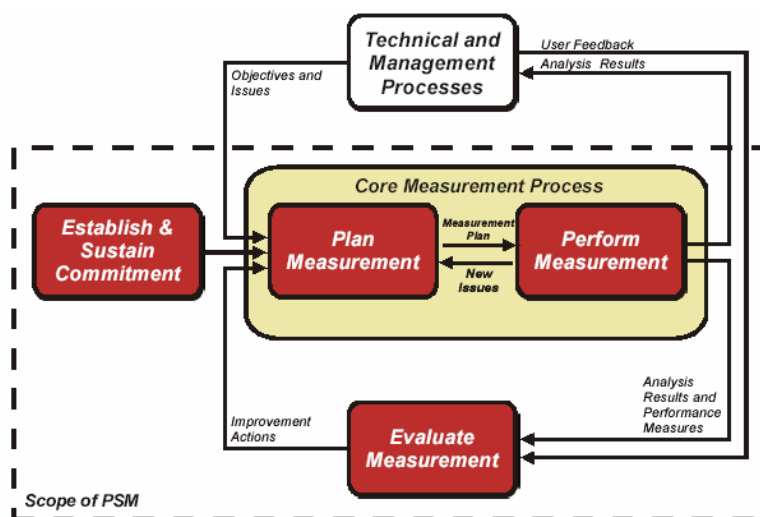 Technical and
Management
Processes
User Feedback
Analysis Results
Objectives and
Issues
Core Measurement Process
Establish &
Sustain
Commitment
Plan
Measurement
Measurement
Plan
New
Issues
Perform
Measurement
Analysis
Results and
Performance
Measures
Improvement
Actions
Evaluate
Measurement
Scope of PSM